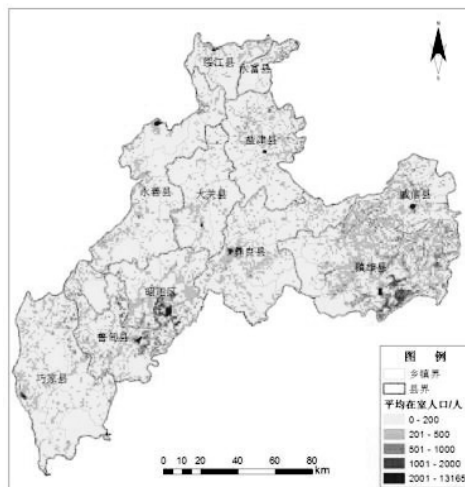 N
绥江县
水富县
盐津县
永善县
大关县
威信县
彝良县
镇雄县
昭阳区
鲁甸县
巧家县
图 例
乡镇界
县界
平均在室人口/人
0 - 200
201 - 500
501 - 1000
1001 - 2000
2001 - 13165
0 10 20 40 60 80
km